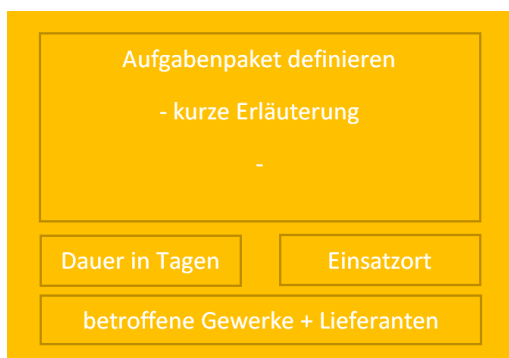 Aufgabenpaket definieren
- kurze Erläuterung
-
Dauer in Tagen
Einsatzort
betroffene Gewerke + Lieferanten